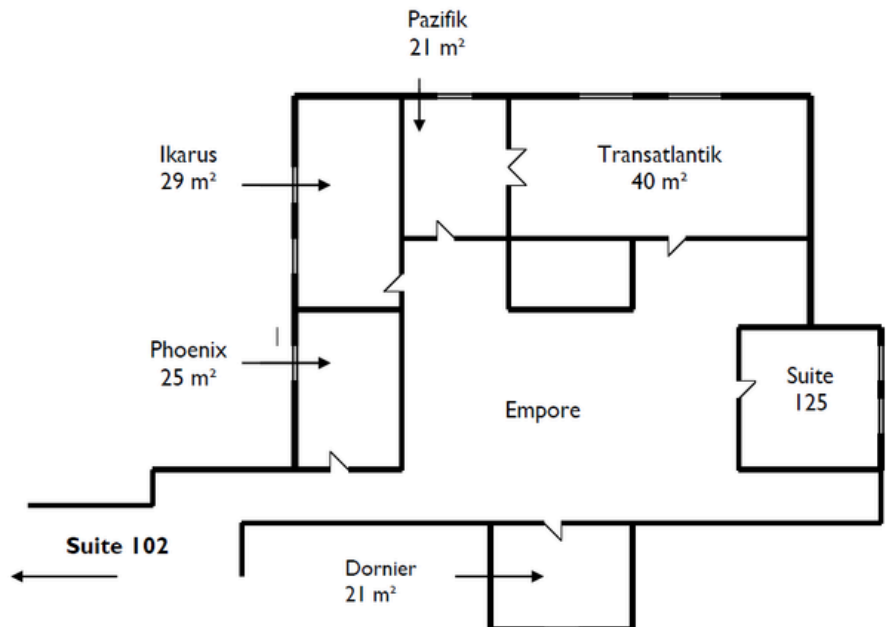 Pazifik
21 m²
Ikarus
29 m²
Transatlantik
40 m²
Phoenix
25 m²
Suite
125
Empore
Suite 102
Dornier
21 m²